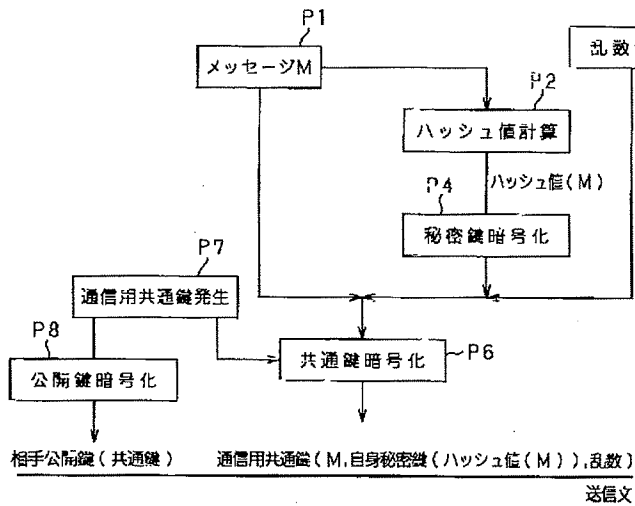 P1
メッセージM
乱数
P2
ハッシュ値計算
ハッシュ値(M)
P4
秘密鍵暗号化
P7
通信用共通鍵発生
P8
公開鍵暗号化
共通鍵暗号化
P6
相手公開鍵(共通鍵) 通信用共通鍵(M,自身秘密鍵(ハッシュ値(M)),乱数)
送信文